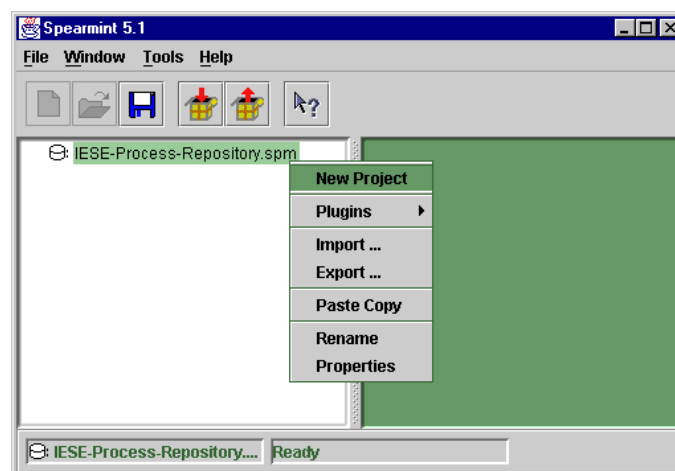 Spearmint 5.1
File Window Tools Help
?
IESE-Process-Repository.spm
New Project
Plugins
Import ...
Export ...
Paste Copy
Rename
Properties
IESE-Process-Repository.... Ready